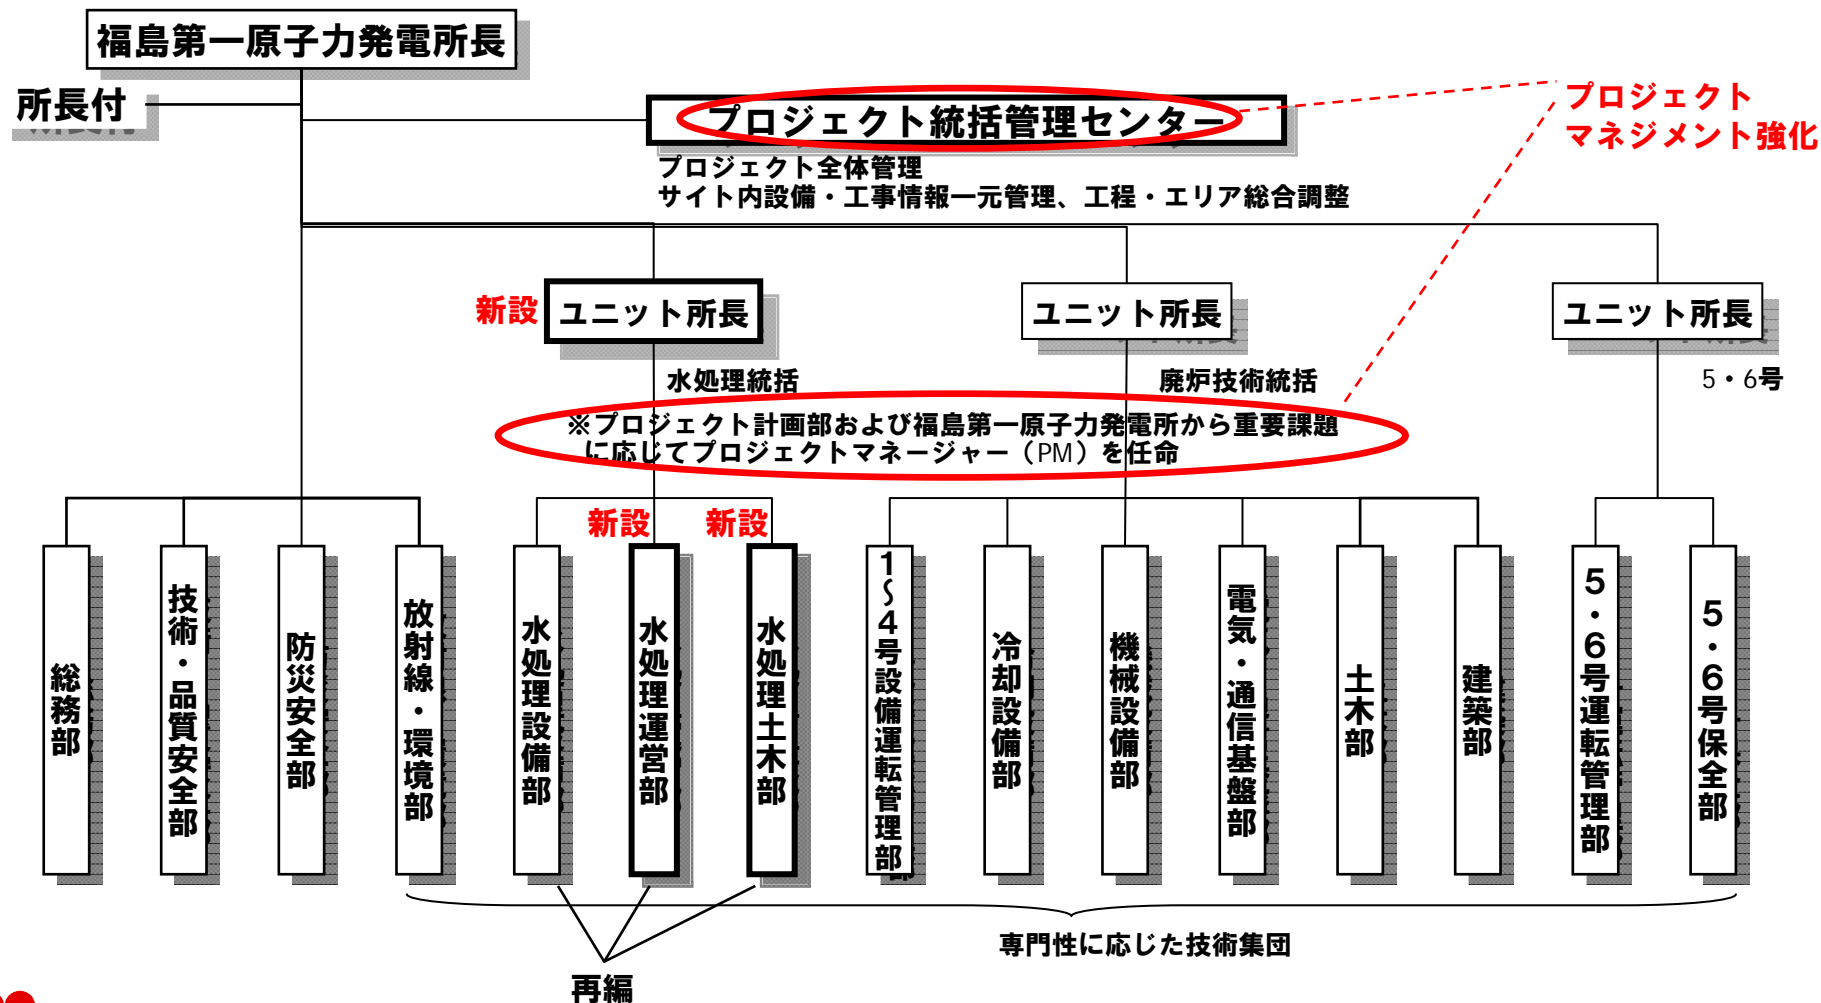 福島第一原子力発電所長
所長付
プロジェクト統括管理センター
プロジェクト
マネジメント強化
プロジェクト全体管理
サイト内設備・工事情報一元管理、工程・エリア総合調整
新設
ユニット所長
ユニット所長
ユニット所長
水処理統括
廃炉技術統括
5・6号
※プロジェクト計画部および福島第一原子力発電所から重要課題
に応じてプロジェクトマネージャー（PM）を任命
新設
新設
総務部
技術・品質安全部
防災安全部
放射線・環境部
水処理設備部
水処理運営部
水処理土木部
1～4号設備運転管理部
冷却設備部
機械設備部
電気・通信基盤部
土木部
建築部
5・6号運転管理部
5・6号保全部
専門性に応じた技術集団
再編